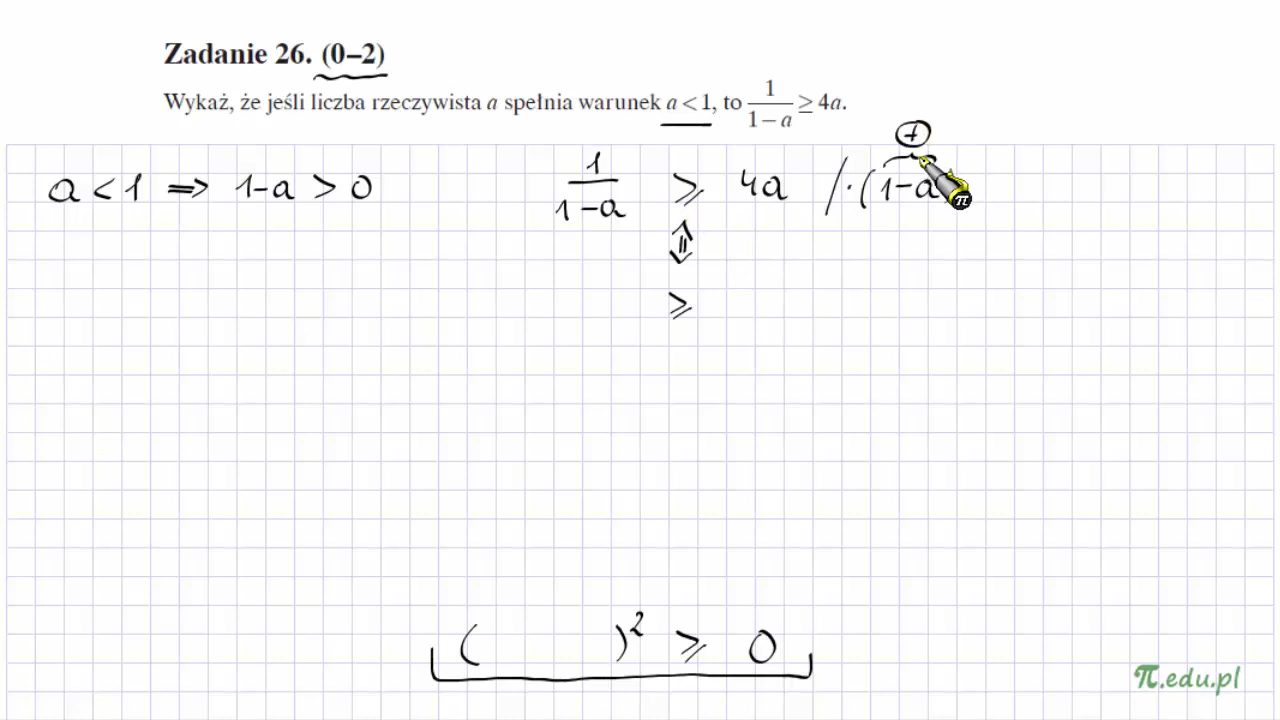 Zadanie 26. (0–2)
Wykaż, że jeśli liczba rzeczywista a spełnia warunek a < 1, to 1/(1−a) ≥ 4a.
+
a < 1 ⇒ 1-a > 0 1/(1-a) ≥ 4a /·(1-a
⇕
≥
( )² ≥ 0
π.edu.pl